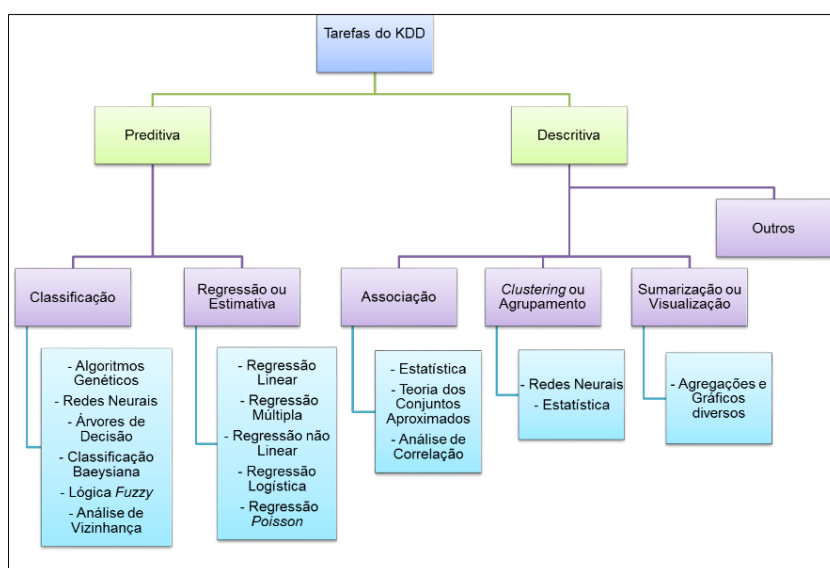 Tarefas do KDD
Preditiva
Descritiva
Outros
Classificação
Regressão ou
Estimativa
Associação
Clustering ou
Agrupamento
Sumarização ou
Visualização
- Algoritmos
Genéticos
- Redes Neurais
- Árvores de
Decisão
- Classificação
Baeysiana
- Lógica Fuzzy
- Análise de
Vizinhança
- Regressão
Linear
- Regressão
Múltipla
- Regressão não
Linear
- Regressão
Logística
- Regressão
Poisson
- Estatística
- Teoria dos
Conjuntos
Aproximados
- Análise de
Correlação
- Redes Neurais
- Estatística
- Agregações e
Gráficos
diversos